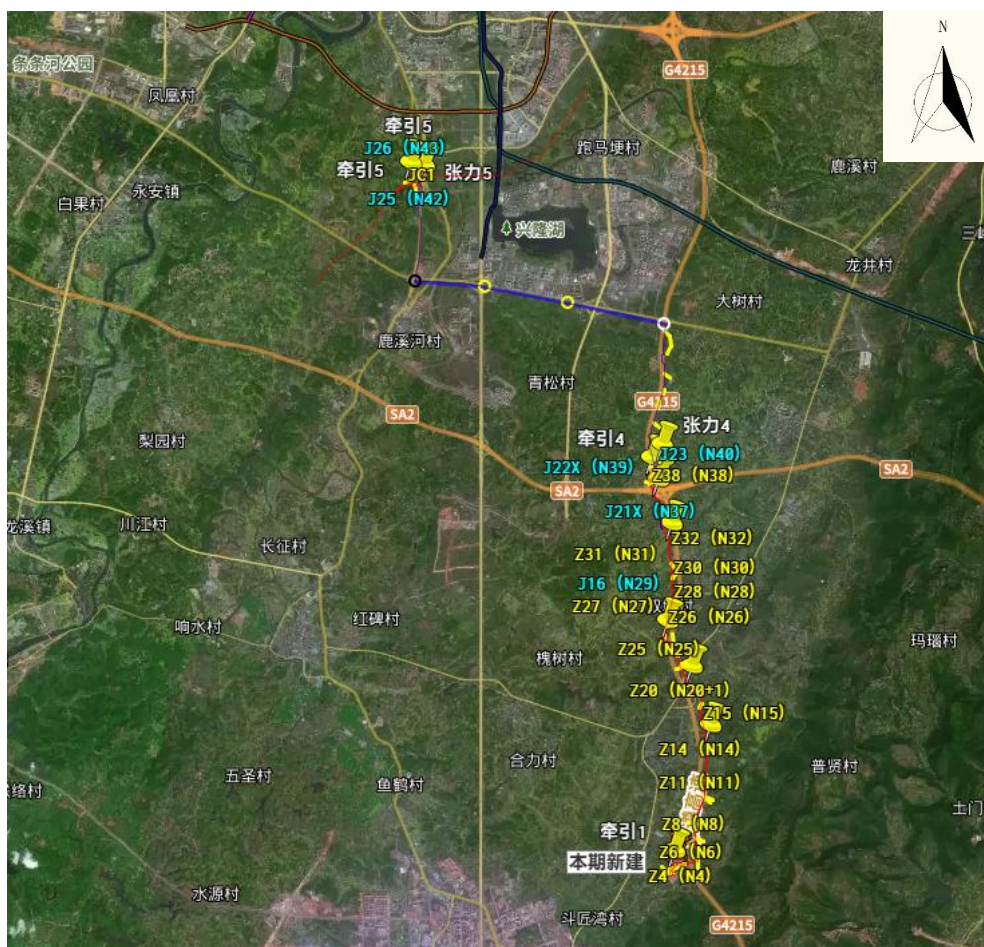 N
G4215
条条河公园
凤凰村
牵引5
J26 (N43)
跑马埂村
鹿溪村
牵引5
JC1
张力5
永安镇
J25 (N42)
白果村
兴隆湖
龙井村
大树村
鹿溪河村
青松村
G4215
SA2
张力4
牵引4
梨园村
J23 (N40)
J22X (N39)
Z38 (N38)
SA2
SA2
J21X (N37)
龙溪镇
川江村
Z32 (N32)
长征村
Z31 (N31)
Z30 (N30)
J16 (N29)
Z28 (N28)
Z27 (N27)
Z26 (N26)
红碑村
响水村
玛瑙村
Z25 (N25)
槐树村
Z20 (N20+1)
Z15 (N15)
Z14 (N14)
合力村
普贤村
五圣村
鱼鹤村
Z11 (N11)
络村
土门
Z8 (N8)
牵引1
Z6 (N6)
本期新建
Z4 (N4)
水源村
斗匠湾村
G4215